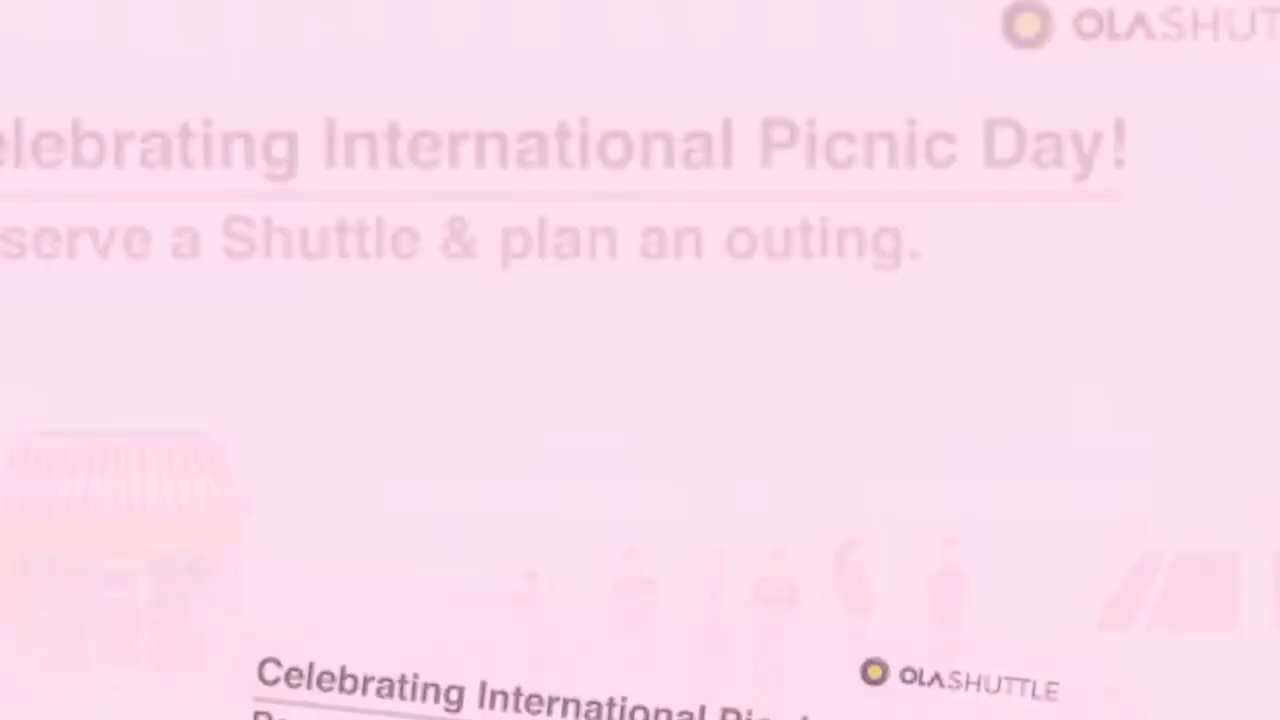 OLASHUT
elebrating International Picnic Day!
serve a Shuttle & plan an outing.
OLASHUTTLE
Celebrating International